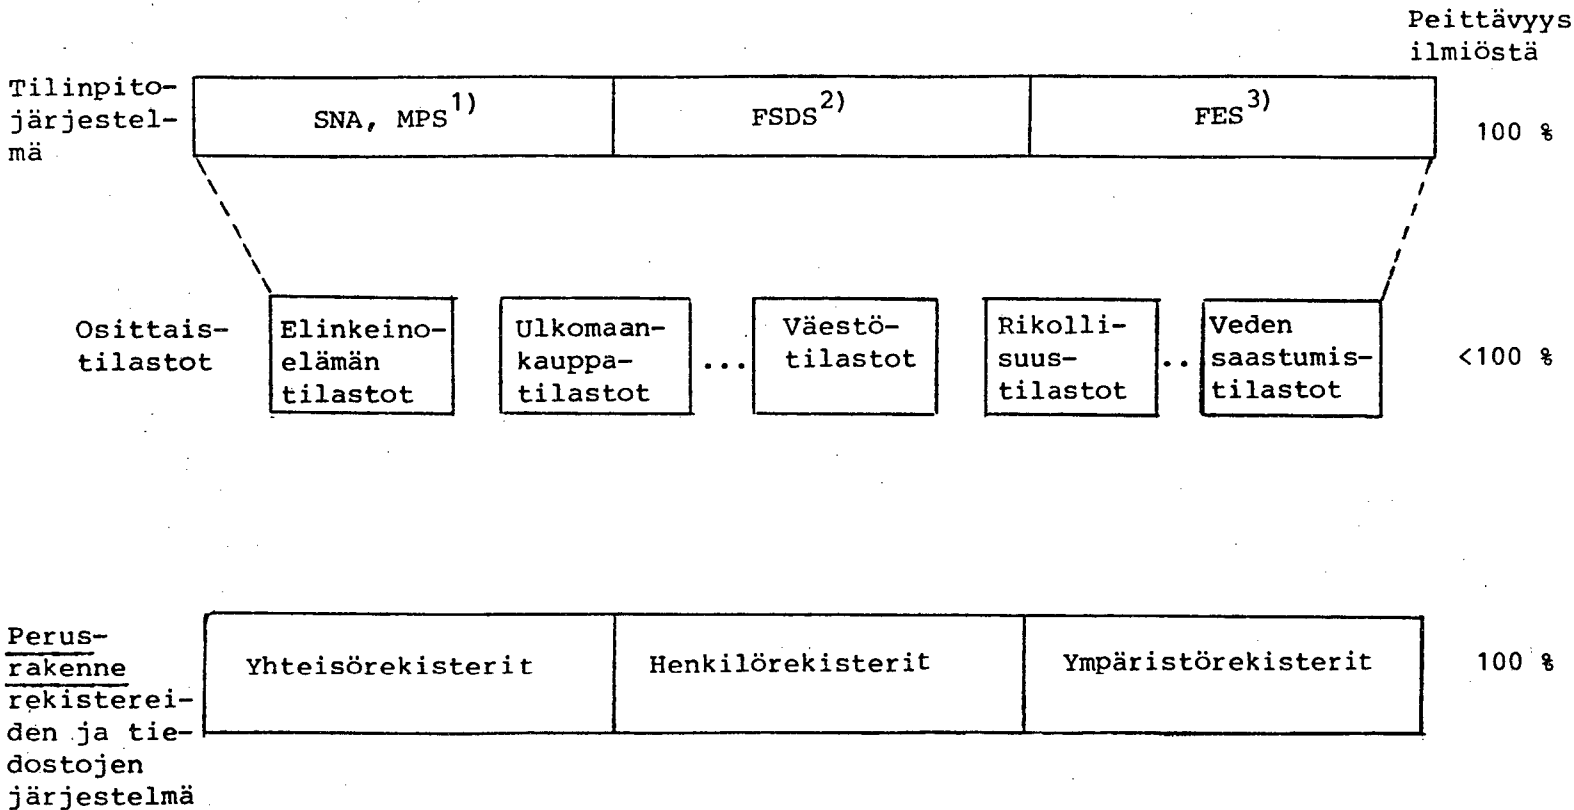 Peittävyys
ilmiöstä
Tilinpito-
järjestel-
mä
SNA, MPS1)
FSDS2)
FES3)
100 %
Osittais-
tilastot
Elinkeino-
elämän
tilastot
Ulkomaan-
kauppa-
tilastot
...
Väestö-
tilastot
Rikolli-
suus-
tilastot
..
Veden
saastumis-
tilastot
<100 %
Perus-
rakenne
rekisterei-
den ja tie-
dostojen
järjestelmä
Yhteisörekisterit
Henkilörekisterit
Ympäristörekisterit
100 %